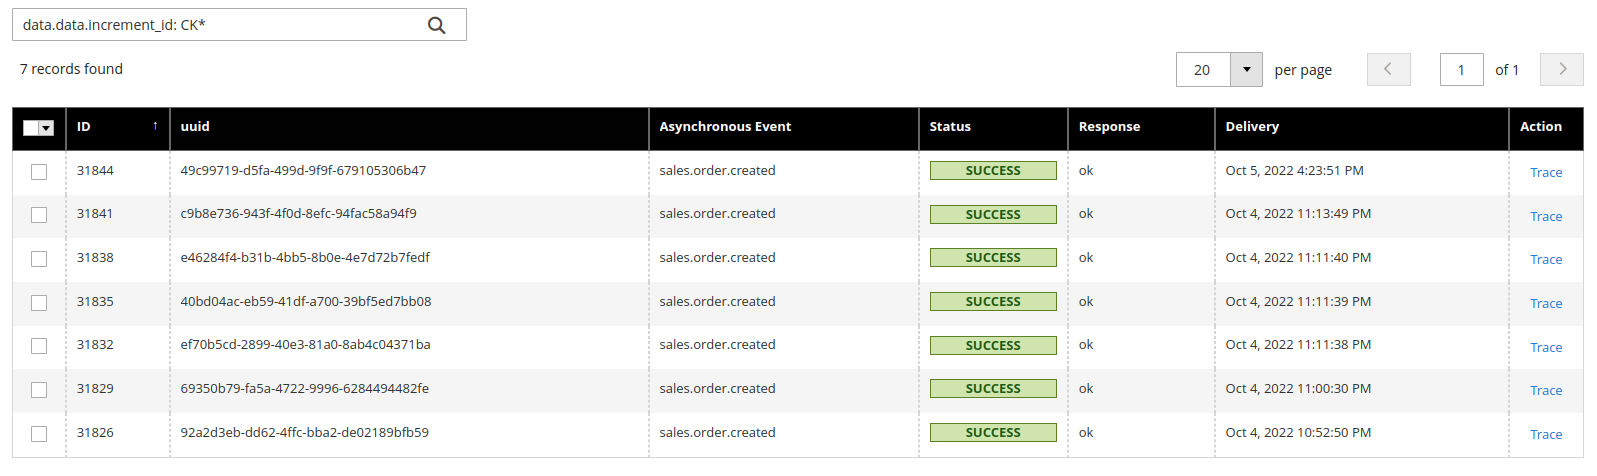 data.data.increment_id: CK*
7 records found
20 per page 1 of 1
ID ↑ uuid Asynchronous Event Status Response Delivery Action
31844 49c99719-d5fa-499d-9f9f-679105306b47 sales.order.created SUCCESS ok Oct 5, 2022 4:23:51 PM Trace
31841 c9b8e736-943f-4f0d-8efc-94fac58a94f9 sales.order.created SUCCESS ok Oct 4, 2022 11:13:49 PM Trace
31838 e46284f4-b31b-4bb5-8b0e-4e7d72b7fedf sales.order.created SUCCESS ok Oct 4, 2022 11:11:40 PM Trace
31835 40bd04ac-eb59-41df-a700-39bf5ed7bb08 sales.order.created SUCCESS ok Oct 4, 2022 11:11:39 PM Trace
31832 ef70b5cd-2899-40e3-81a0-8ab4c04371ba sales.order.created SUCCESS ok Oct 4, 2022 11:11:38 PM Trace
31829 69350b79-fa5a-4722-9996-6284494482fe sales.order.created SUCCESS ok Oct 4, 2022 11:00:30 PM Trace
31826 92a2d3eb-dd62-4ffc-bba2-de02189bfb59 sales.order.created SUCCESS ok Oct 4, 2022 10:52:50 PM Trace